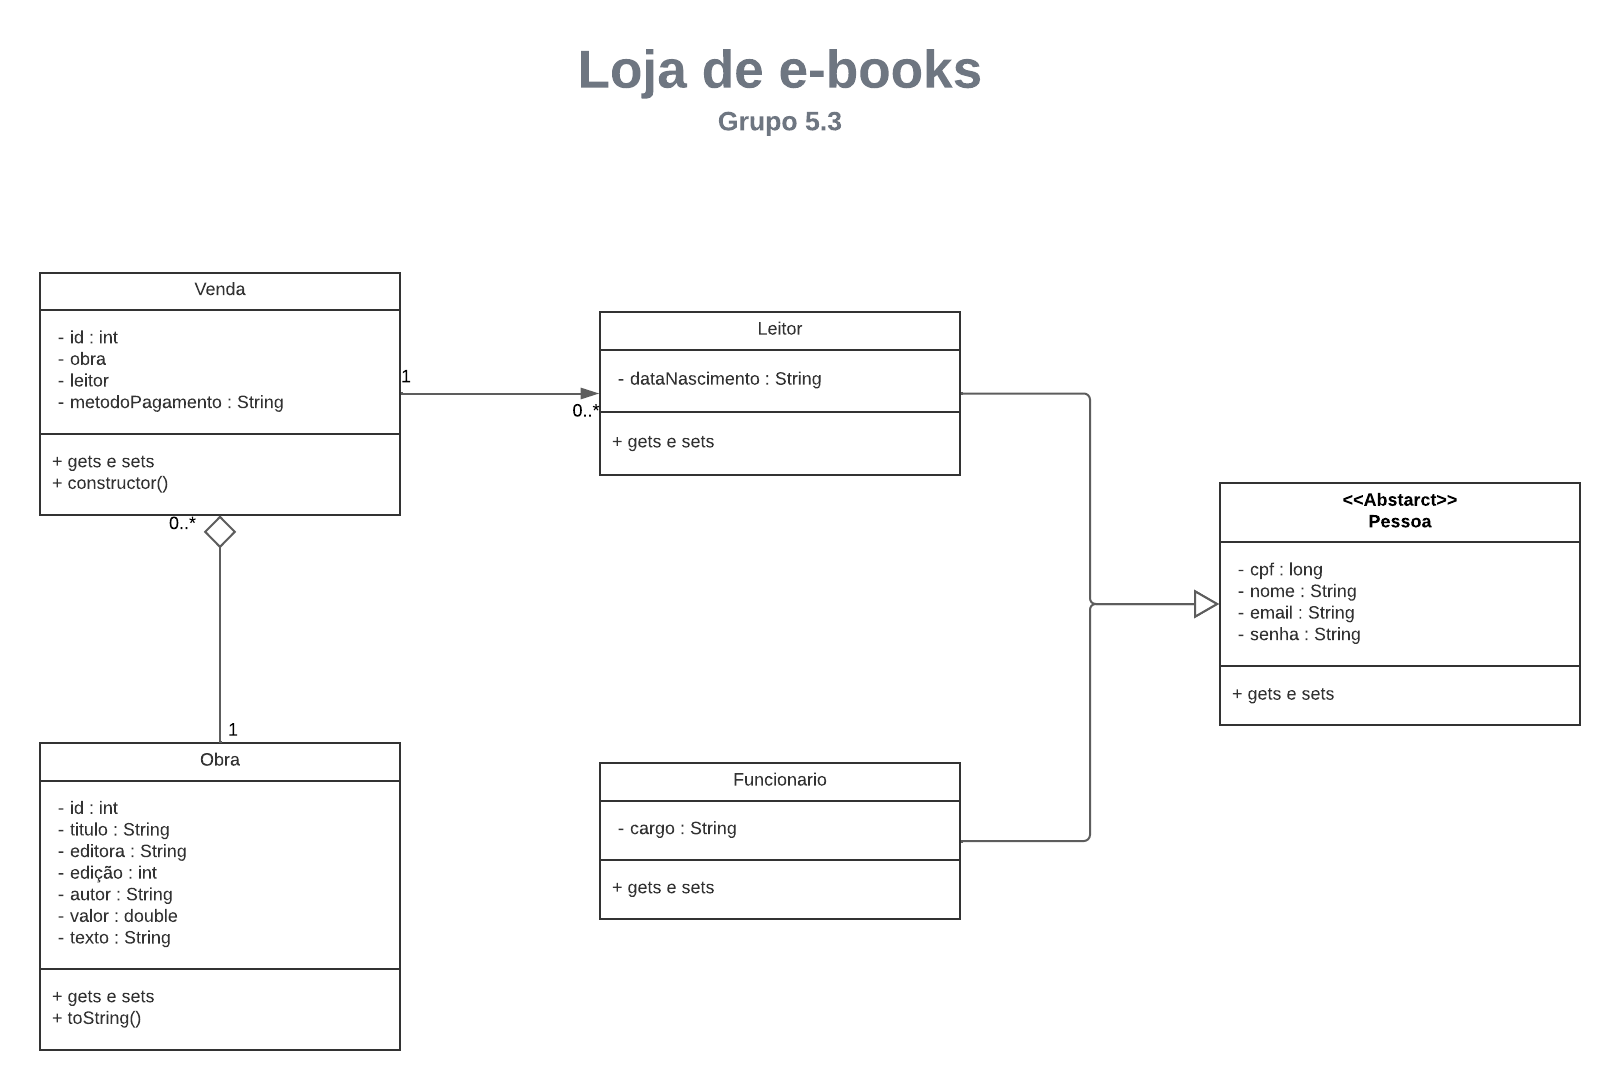 Loja de e-books
Grupo 5.3
Venda
- id : int
- obra
- leitor
- metodoPagamento : String
+ gets e sets
+ constructor()
1
0..*
Leitor
- dataNascimento : String
+ gets e sets
<<Abstarct>>
Pessoa
- cpf : long
- nome : String
- email : String
- senha : String
+ gets e sets
0..*
1
Obra
- id : int
- titulo : String
- editora : String
- edição : int
- autor : String
- valor : double
- texto : String
+ gets e sets
+ toString()
Funcionario
- cargo : String
+ gets e sets